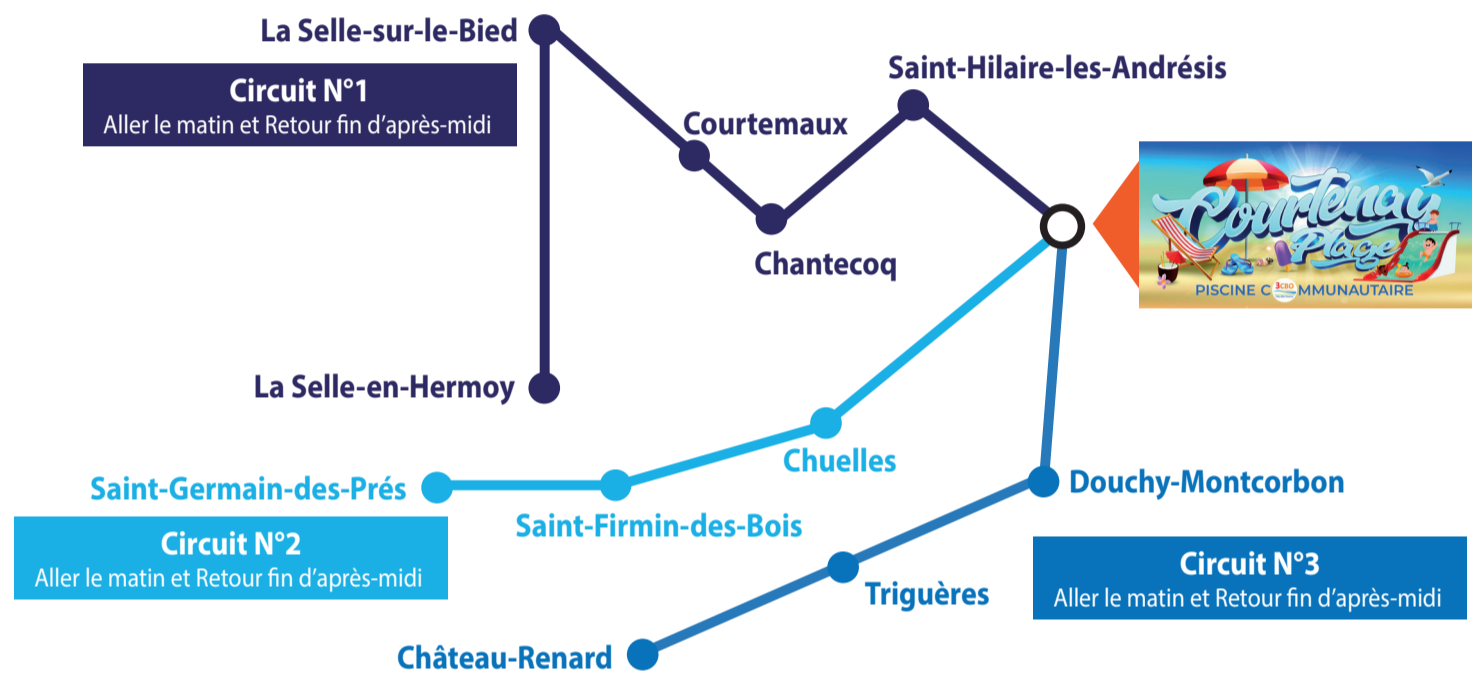 La Selle-sur-le-Bied
Circuit N°1
Aller le matin et Retour fin d'après-midi
Saint-Hilaire-les-Andrésis
Courtemaux
Chantecoq
Courtenay
Plage
PISCINE C
3CBO
MMUNAUTAIRE
La Selle-en-Hermoy
Chuelles
Saint-Germain-des-Prés
Saint-Firmin-des-Bois
Circuit N°2
Aller le matin et Retour fin d'après-midi
Douchy-Montcorbon
Circuit N°3
Aller le matin et Retour fin d'après-midi
Triguères
Château-Renard